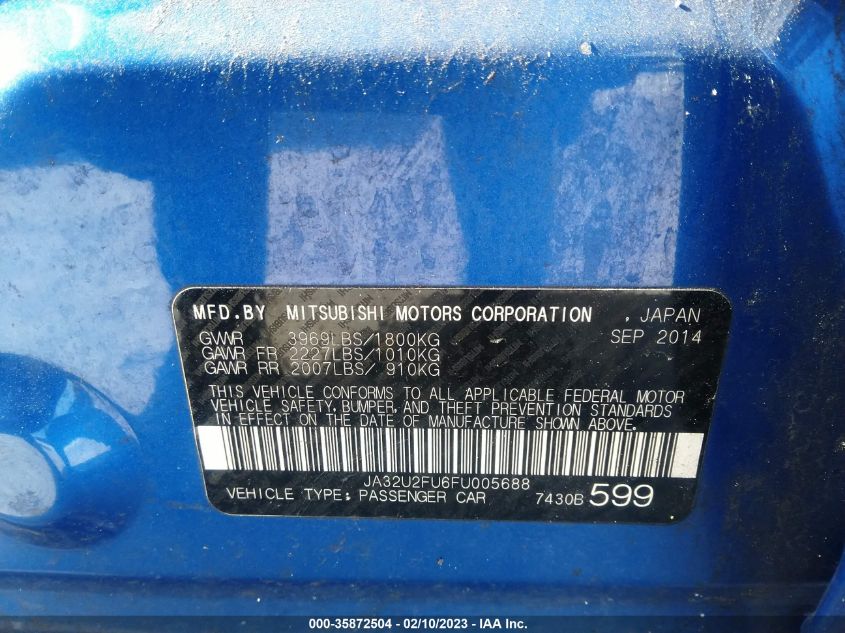 MFD.BY MITSUBISHI MOTORS CORPORATION , JAPAN
GVWR 3969LBS/1800KG SEP 2014
GAWR FR 2227LBS/1010KG
GAWR RR 2007LBS/ 910KG
THIS VEHICLE CONFORMS TO ALL APPLICABLE FEDERAL MOTOR
VEHICLE SAFETY, BUMPER, AND THEFT PREVENTION STANDARDS
IN EFFECT ON THE DATE OF MANUFACTURE SHOWN ABOVE.
JA32U2FU6FU005688
VEHICLE TYPE: PASSENGER CAR 7430B 599
000-35872504 - 02/10/2023 - © IAA Inc.